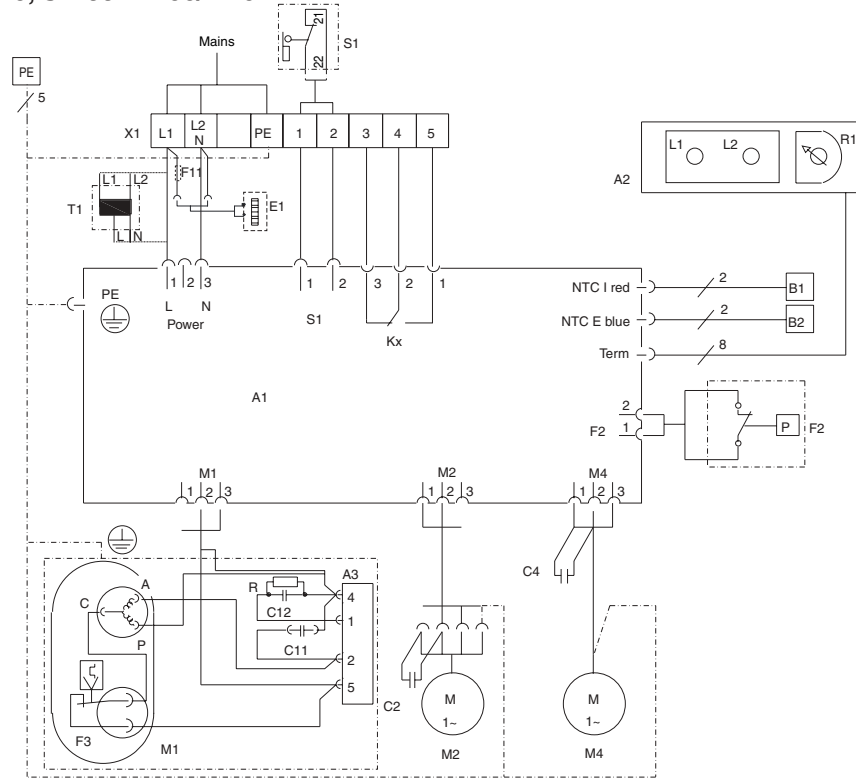 Mains
21
22
S1
PE
5
X1
L1
L2
N
PE
1
2
3
4
5
F11
L1
L2
T1
L
N
E1
L1
L2
R1
A2
1
2
3
1
2
3
2
1
PE
L
N
Power
S1
Kx
NTC I red
2
B1
NTC E blue
2
B2
Term
8
A1
2
1
F2
P
F2
M1
1
2
3
M2
1
2
3
M4
1
2
3
A
C
P
R
C12
C11
A3
4
1
2
5
F3
M1
C2
M
1~
M2
C4
M
1~
M4